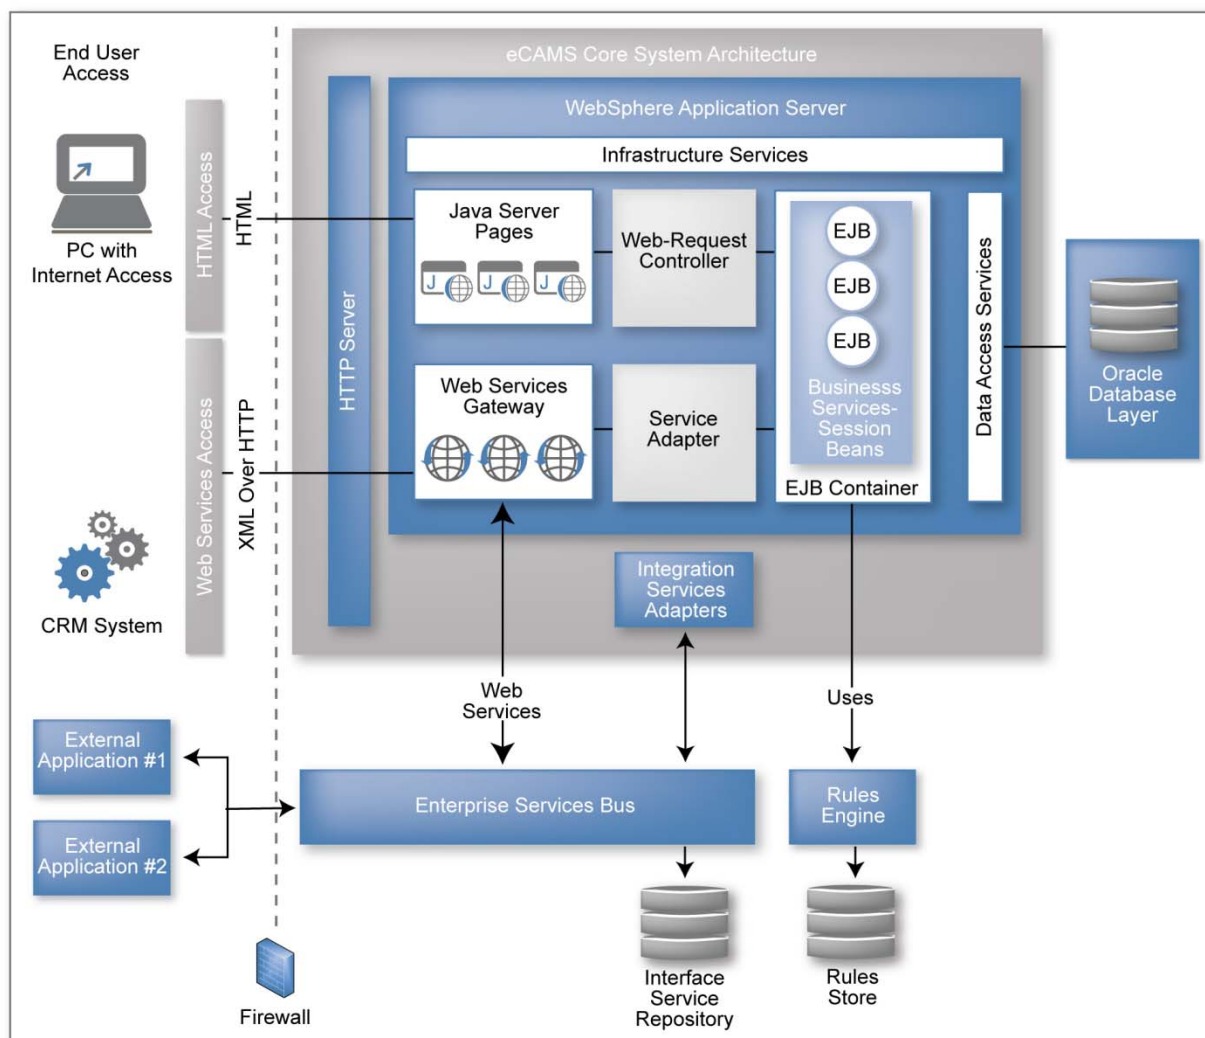 End User
Access
eCAMS Core System Architecture
WebSphere Application Server
Infrastructure Services
HTML Access
HTML
PC with
Internet Access
HTTP Server
Java Server
Pages
J
J
J
Web-Request
Controller
EJB
EJB
EJB
Businesss
Services-
Session
Beans
EJB Container
Data Access Services
Oracle
Database
Layer
Web Services Access
XML Over HTTP
Web Services
Gateway
Service
Adapter
CRM System
Integration
Services
Adapters
Web
Services
Uses
External
Application #1
External
Application #2
Enterprise Services Bus
Rules
Engine
Firewall
Interface
Service
Repository
Rules
Store